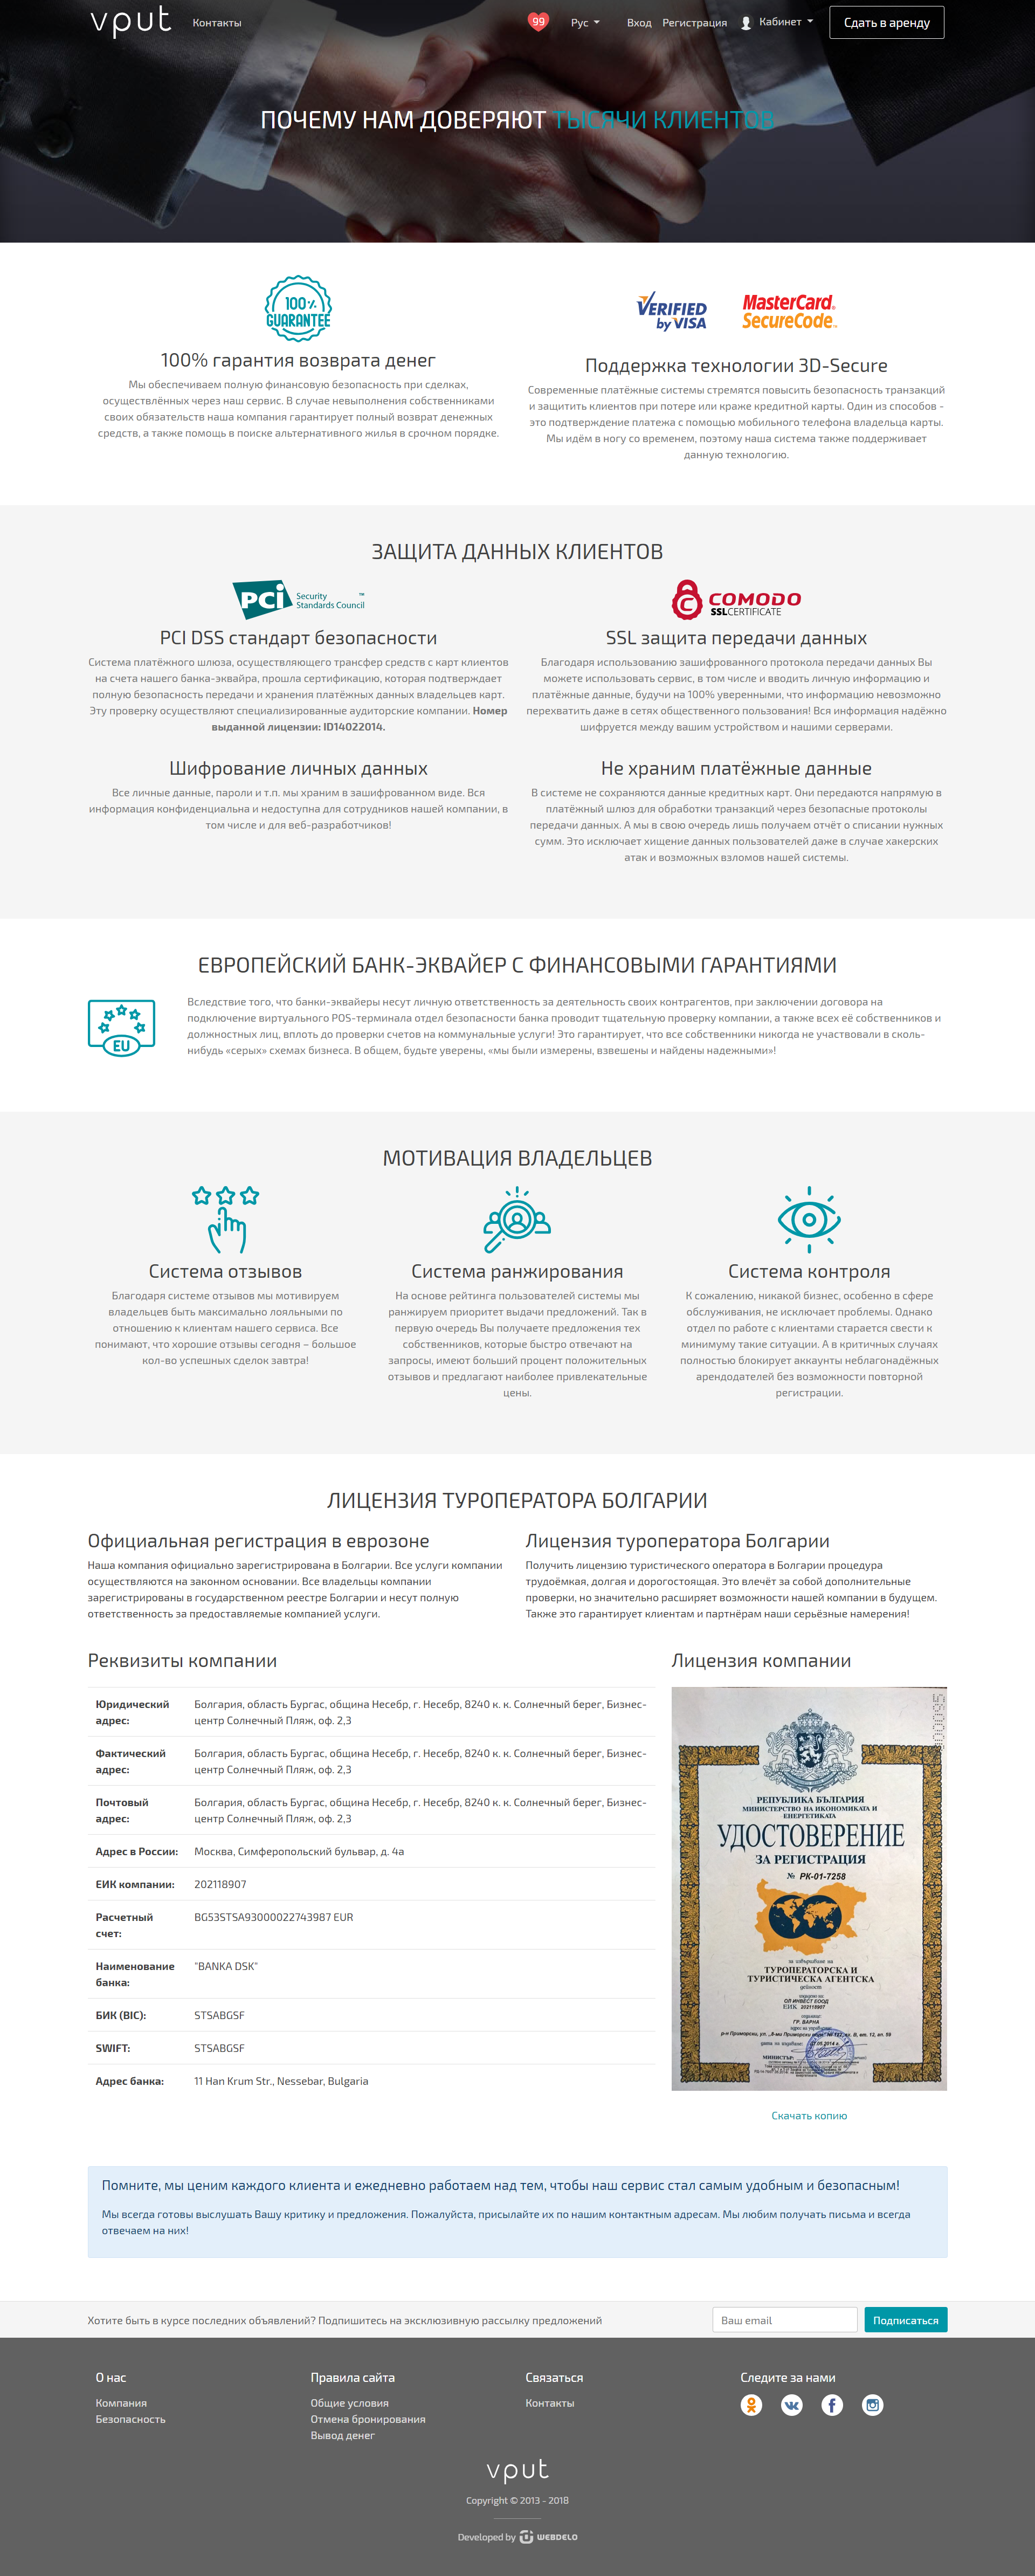 vput Контакты 99 Рус Вход Регистрация Кабинет Сдать в аренду
ПОЧЕМУ НАМ ДОВЕРЯЮТ ТЫСЯЧИ КЛИЕНТОВ
100% GUARANTEE
100% гарантия возврата денег
Мы обеспечиваем полную финансовую безопасность при сделках,
осуществлённых через наш сервис. В случае невыполнения собственниками
своих обязательств наша компания гарантирует полный возврат денежных
средств, а также помощь в поиске альтернативного жилья в срочном порядке.
VERIFIED by VISA
MasterCard. SecureCode™
Поддержка технологии 3D-Secure
Современные платёжные системы стремятся повысить безопасность транзакций
и защитить клиентов при потере или краже кредитной карты. Один из способов -
это подтверждение платежа с помощью мобильного телефона владельца карты.
Мы идём в ногу со временем, поэтому наша система также поддерживает
данную технологию.
ЗАЩИТА ДАННЫХ КЛИЕНТОВ
PCI Security Standards Council ™
PCI DSS стандарт безопасности
Система платёжного шлюза, осуществляющего трансфер средств с карт клиентов
на счета нашего банка-эквайра, прошла сертификацию, которая подтверждает
полную безопасность передачи и хранения платёжных данных владельцев карт.
Эту проверку осуществляют специализированные аудиторские компании. Номер
выданной лицензии: ID14022014.
COMODO SSLCERTIFICATE
SSL защита передачи данных
Благодаря использованию зашифрованного протокола передачи данных Вы
можете использовать сервис, в том числе и вводить личную информацию и
платёжные данные, будучи на 100% уверенными, что информацию невозможно
перехватить даже в сетях общественного пользования! Вся информация надёжно
шифруется между вашим устройством и нашими серверами.
Шифрование личных данных
Все личные данные, пароли и т.п. мы храним в зашифрованном виде. Вся
информация конфиденциальна и недоступна для сотрудников нашей компании, в
том числе и для веб-разработчиков!
Не храним платёжные данные
В системе не сохраняются данные кредитных карт. Они передаются напрямую в
платёжный шлюз для обработки транзакций через безопасные протоколы
передачи данных. А мы в свою очередь лишь получаем отчёт о списании нужных
сумм. Это исключает хищение данных пользователей даже в случае хакерских
атак и возможных взломов нашей системы.
ЕВРОПЕЙСКИЙ БАНК-ЭКВАЙЕР С ФИНАНСОВЫМИ ГАРАНТИЯМИ
EU
Вследствие того, что банки-эквайеры несут личную ответственность за деятельность своих контрагентов, при заключении договора на
подключение виртуального POS-терминала отдел безопасности банка проводит тщательную проверку компании, а также всех её собственников и
должностных лиц, вплоть до проверки счетов на коммунальные услуги! Это гарантирует, что все собственники никогда не участвовали в сколь-
нибудь «серых» схемах бизнеса. В общем, будьте уверены, «мы были измерены, взвешены и найдены надежными»!
МОТИВАЦИЯ ВЛАДЕЛЬЦЕВ
Система отзывов
Благодаря системе отзывов мы мотивируем
владельцев быть максимально лояльными по
отношению к клиентам нашего сервиса. Все
понимают, что хорошие отзывы сегодня – большое
кол-во успешных сделок завтра!
Система ранжирования
На основе рейтинга пользователей системы мы
ранжируем приоритет выдачи предложений. Так в
первую очередь Вы получаете предложения тех
собственников, которые быстро отвечают на
запросы, имеют больший процент положительных
отзывов и предлагают наиболее привлекательные
цены.
Система контроля
К сожалению, никакой бизнес, особенно в сфере
обслуживания, не исключает проблемы. Однако
отдел по работе с клиентами старается свести к
минимуму такие ситуации. А в критичных случаях
полностью блокирует аккаунты неблагонадёжных
арендодателей без возможности повторной
регистрации.
ЛИЦЕНЗИЯ ТУРОПЕРАТОРА БОЛГАРИИ
Официальная регистрация в еврозоне
Наша компания официально зарегистрирована в Болгарии. Все услуги компании
осуществляются на законном основании. Все владельцы компании
зарегистрированы в государственном реестре Болгарии и несут полную
ответственность за предоставляемые компанией услуги.
Лицензия туроператора Болгарии
Получить лицензию туристического оператора в Болгарии процедура
трудоёмкая, долгая и дорогостоящая. Это влечёт за собой дополнительные
проверки, но значительно расширяет возможности нашей компании в будущем.
Также это гарантирует клиентам и партнёрам наши серьёзные намерения!
Реквизиты компании
Юридический адрес: Болгария, область Бургас, община Несебр, г. Несебр, 8240 к. к. Солнечный берег, Бизнес-
центр Солнечный Пляж, оф. 2,3
Фактический адрес: Болгария, область Бургас, община Несебр, г. Несебр, 8240 к. к. Солнечный берег, Бизнес-
центр Солнечный Пляж, оф. 2,3
Почтовый адрес: Болгария, область Бургас, община Несебр, г. Несебр, 8240 к. к. Солнечный берег, Бизнес-
центр Солнечный Пляж, оф. 2,3
Адрес в России: Москва, Симферопольский бульвар, д. 4а
ЕИК компании: 202118907
Расчетный счет: BG53STSA93000022743987 EUR
Наименование банка: "BANKA DSK"
БИК (BIC): STSABGSF
SWIFT: STSABGSF
Адрес банка: 11 Han Krum Str., Nessebar, Bulgaria
Лицензия компании
РЕПУБЛИКА БЪЛГАРИЯ
МИНИСТЕРСТВО НА ИКОНОМИКАТА И
ЕНЕРГЕТИКАТА
УДОСТОВЕРЕНИЕ
ЗА РЕГИСТРАЦИЯ
№ РК-01-7258
за извършване на
ТУРОПЕРАТОРСКА И
ТУРИСТИЧЕСКА АГЕНТСКА
дейност
ЕИК 202118907
ГР. ВАРНА
МИНИСТЪР:
Скачать копию
Помните, мы ценим каждого клиента и ежедневно работаем над тем, чтобы наш сервис стал самым удобным и безопасным!
Мы всегда готовы выслушать Вашу критику и предложения. Пожалуйста, присылайте их по нашим контактным адресам. Мы любим получать письма и всегда
отвечаем на них!
Хотите быть в курсе последних объявлений? Подпишитесь на эксклюзивную рассылку предложений Ваш email Подписаться
О нас
Компания
Безопасность
Правила сайта
Общие условия
Отмена бронирования
Вывод денег
Связаться
Контакты
Следите за нами
vput
Copyright © 2013 - 2018
Developed by WEBDELO